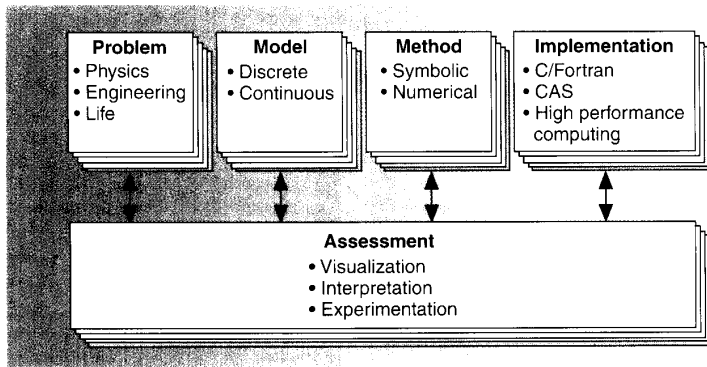 Problem
• Physics
• Engineering
• Life
Model
• Discrete
• Continuous
Method
• Symbolic
• Numerical
Implementation
• C/Fortran
• CAS
• High performance
computing
Assessment
• Visualization
• Interpretation
• Experimentation